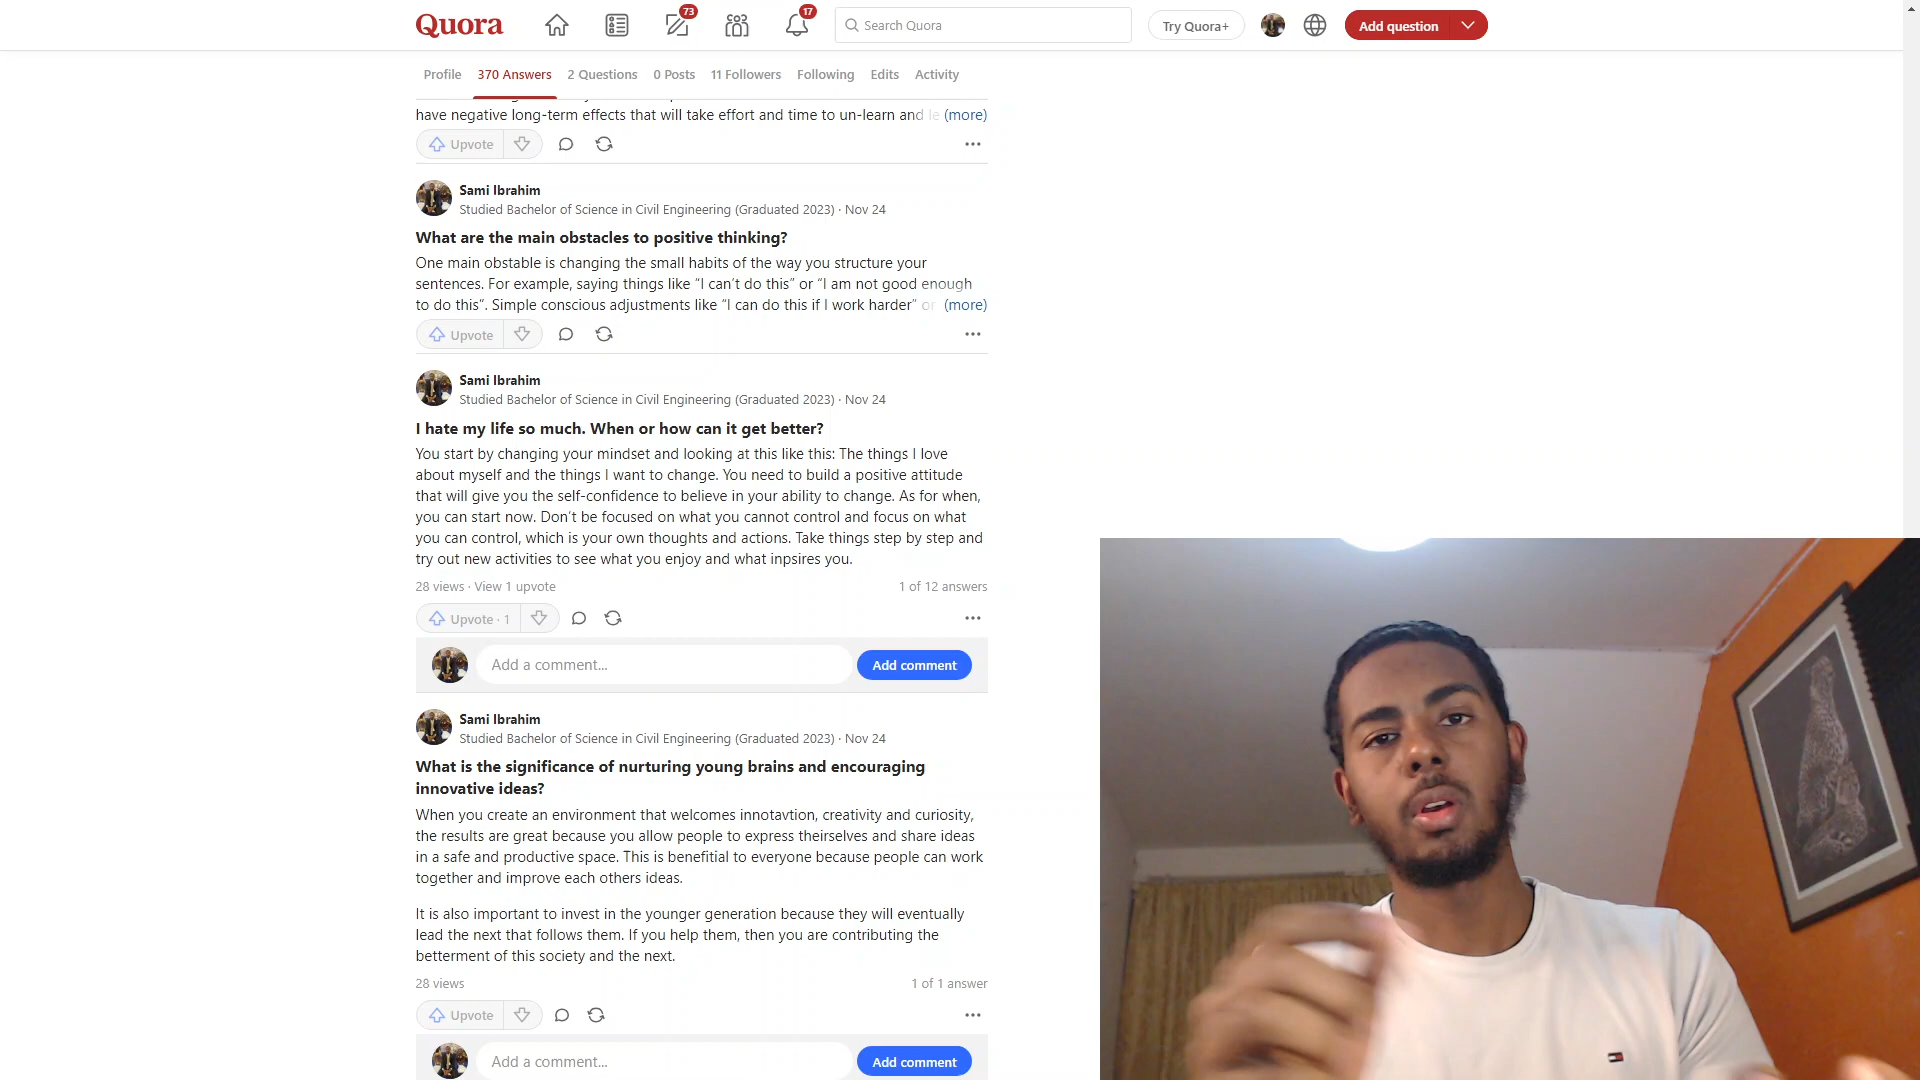 Quora
73
17
Search Quora
Try Quora+
Add question
Profile
370 Answers
2 Questions
0 Posts
11 Followers
Following
Edits
Activity
have negative long-term effects that will take effort and time to un-learn and le (more)
Upvote
Sami Ibrahim
Studied Bachelor of Science in Civil Engineering (Graduated 2023) · Nov 24
What are the main obstacles to positive thinking?
One main obstable is changing the small habits of the way you structure your
sentences. For example, saying things like “I can’t do this” or “I am not good enough
to do this”. Simple conscious adjustments like “I can do this if I work harder” or (more)
Upvote
Sami Ibrahim
Studied Bachelor of Science in Civil Engineering (Graduated 2023) · Nov 24
I hate my life so much. When or how can it get better?
You start by changing your mindset and looking at this like this: The things I love
about myself and the things I want to change. You need to build a positive attitude
that will give you the self-confidence to believe in your ability to change. As for when,
you can start now. Don’t be focused on what you cannot control and focus on what
you can control, which is your own thoughts and actions. Take things step by step and
try out new activities to see what you enjoy and what inpsires you.
28 views · View 1 upvote
1 of 12 answers
Upvote · 1
Add a comment...
Add comment
Sami Ibrahim
Studied Bachelor of Science in Civil Engineering (Graduated 2023) · Nov 24
What is the significance of nurturing young brains and encouraging
innovative ideas?
When you create an environment that welcomes innotavtion, creativity and curiosity,
the results are great because you allow people to express theirselves and share ideas
in a safe and productive space. This is benefitial to everyone because people can work
together and improve each others ideas.
It is also important to invest in the younger generation because they will eventually
lead the next that follows them. If you help them, then you are contributing the
betterment of this society and the next.
28 views
1 of 1 answer
Upvote
Add a comment...
Add comment